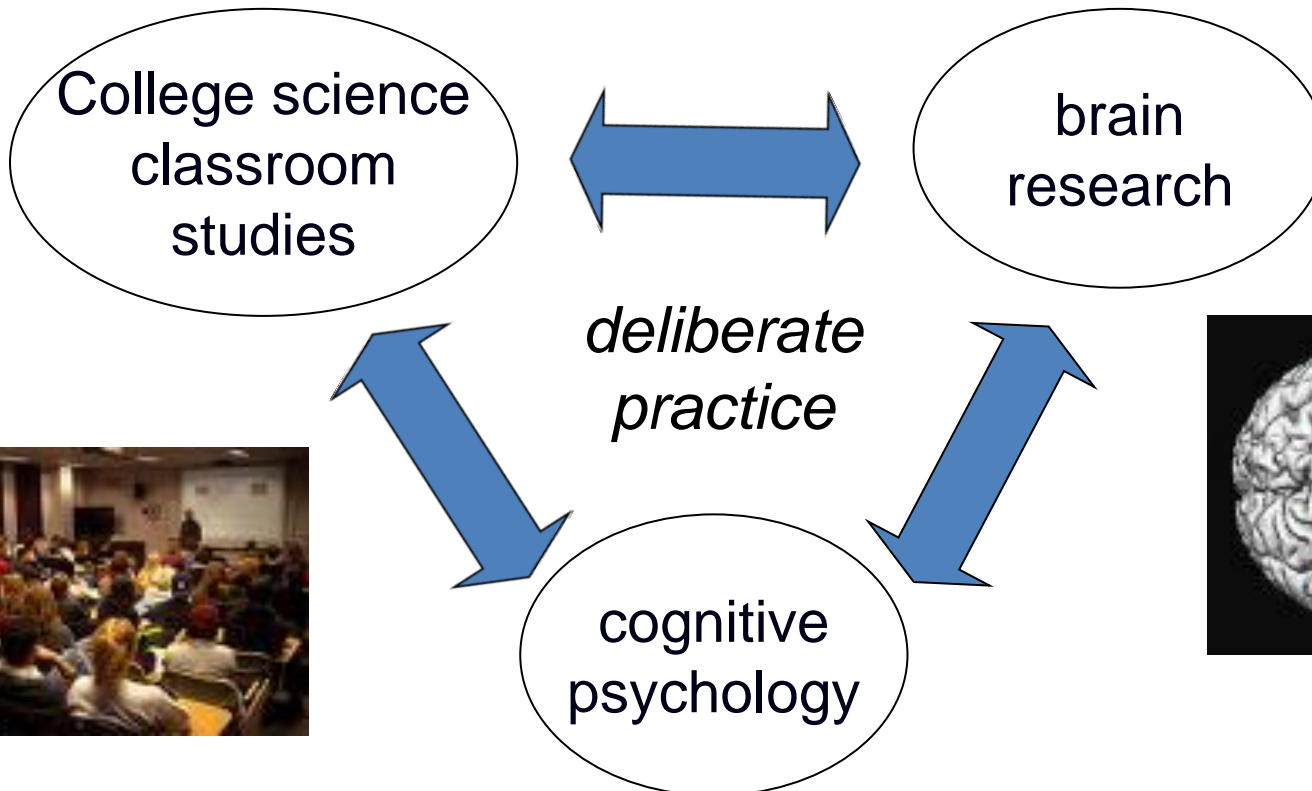 College science
classroom
studies
brain
research
deliberate
practice
cognitive
psychology